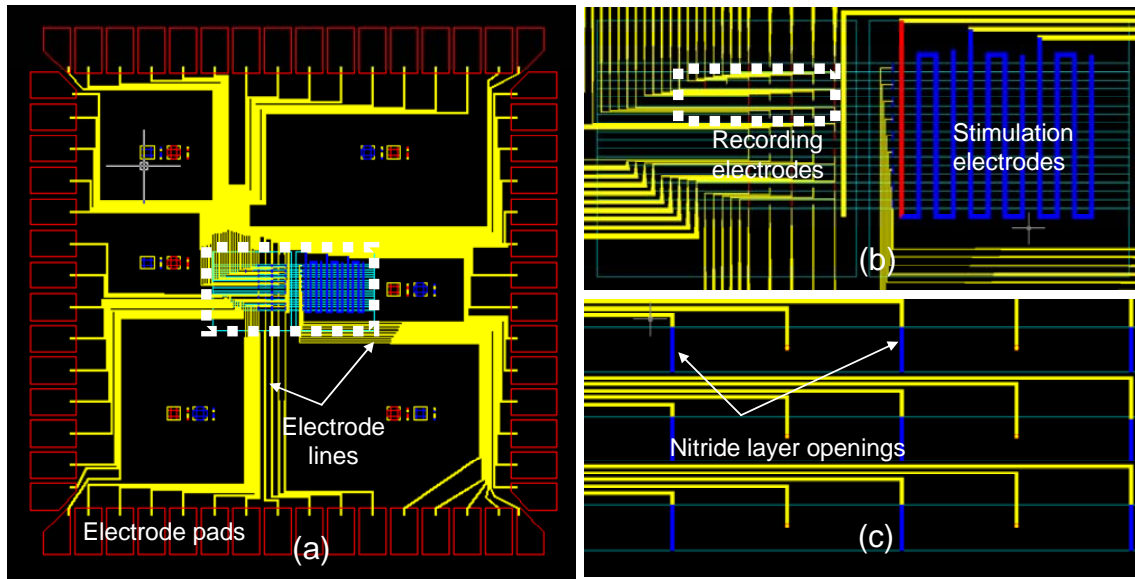 Electrode
lines
Electrode pads
(a)
Recording
electrodes
Stimulation
electrodes
(b)
Nitride layer openings
(c)